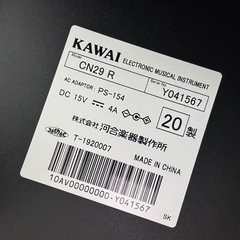 KAWAI ELECTRONIC MUSICAL INSTRUMENT
Model
CN29 R
Serial No.
Y041567
AC ADAPTOR : PS-154
DC 15V 4A
20 製
株式会社 河合楽器製作所
JetPbC
T-1920007
MADE IN CHINA
10AV00000000-Y041567
SK